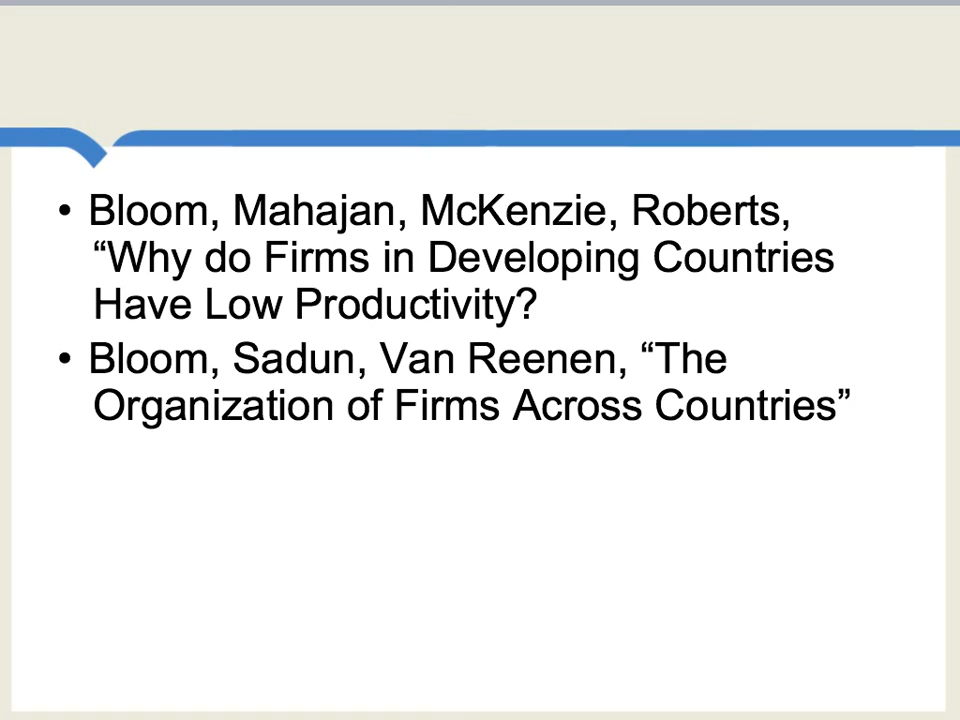 • Bloom, Mahajan, McKenzie, Roberts,
“Why do Firms in Developing Countries
Have Low Productivity?
• Bloom, Sadun, Van Reenen, “The
Organization of Firms Across Countries”